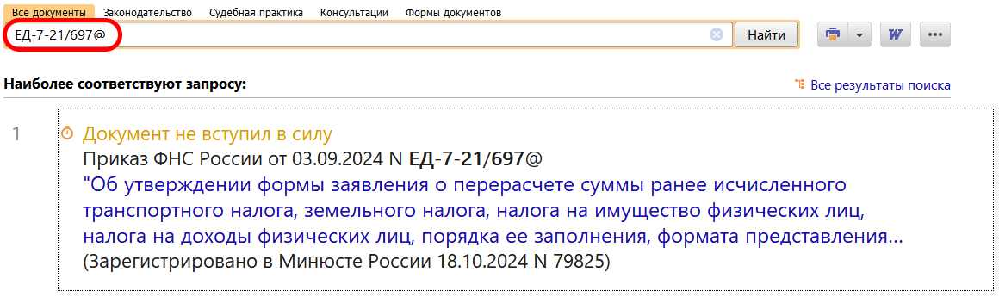 Все документы Законодательство Судебная практика Консультации Формы документов
ЕД-7-21/697@ Найти W
Наиболее соответствуют запросу: Все результаты поиска
1 Документ не вступил в силу
Приказ ФНС России от 03.09.2024 N ЕД-7-21/697@
"Об утверждении формы заявления о перерасчете суммы ранее исчисленного
транспортного налога, земельного налога, налога на имущество физических лиц,
налога на доходы физических лиц, порядка ее заполнения, формата представления...
(Зарегистрировано в Минюсте России 18.10.2024 N 79825)